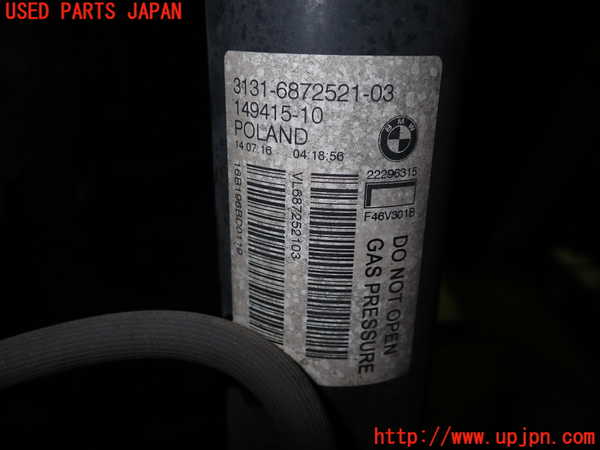 USED PARTS JAPAN
3131-6872521-03
149415-10
POLAND
14.07.16 04:18:56
BMW
22296315
F46V301B
VL687252103
DO NOT OPEN
GAS PRESSURE
http://www.upjpn.com